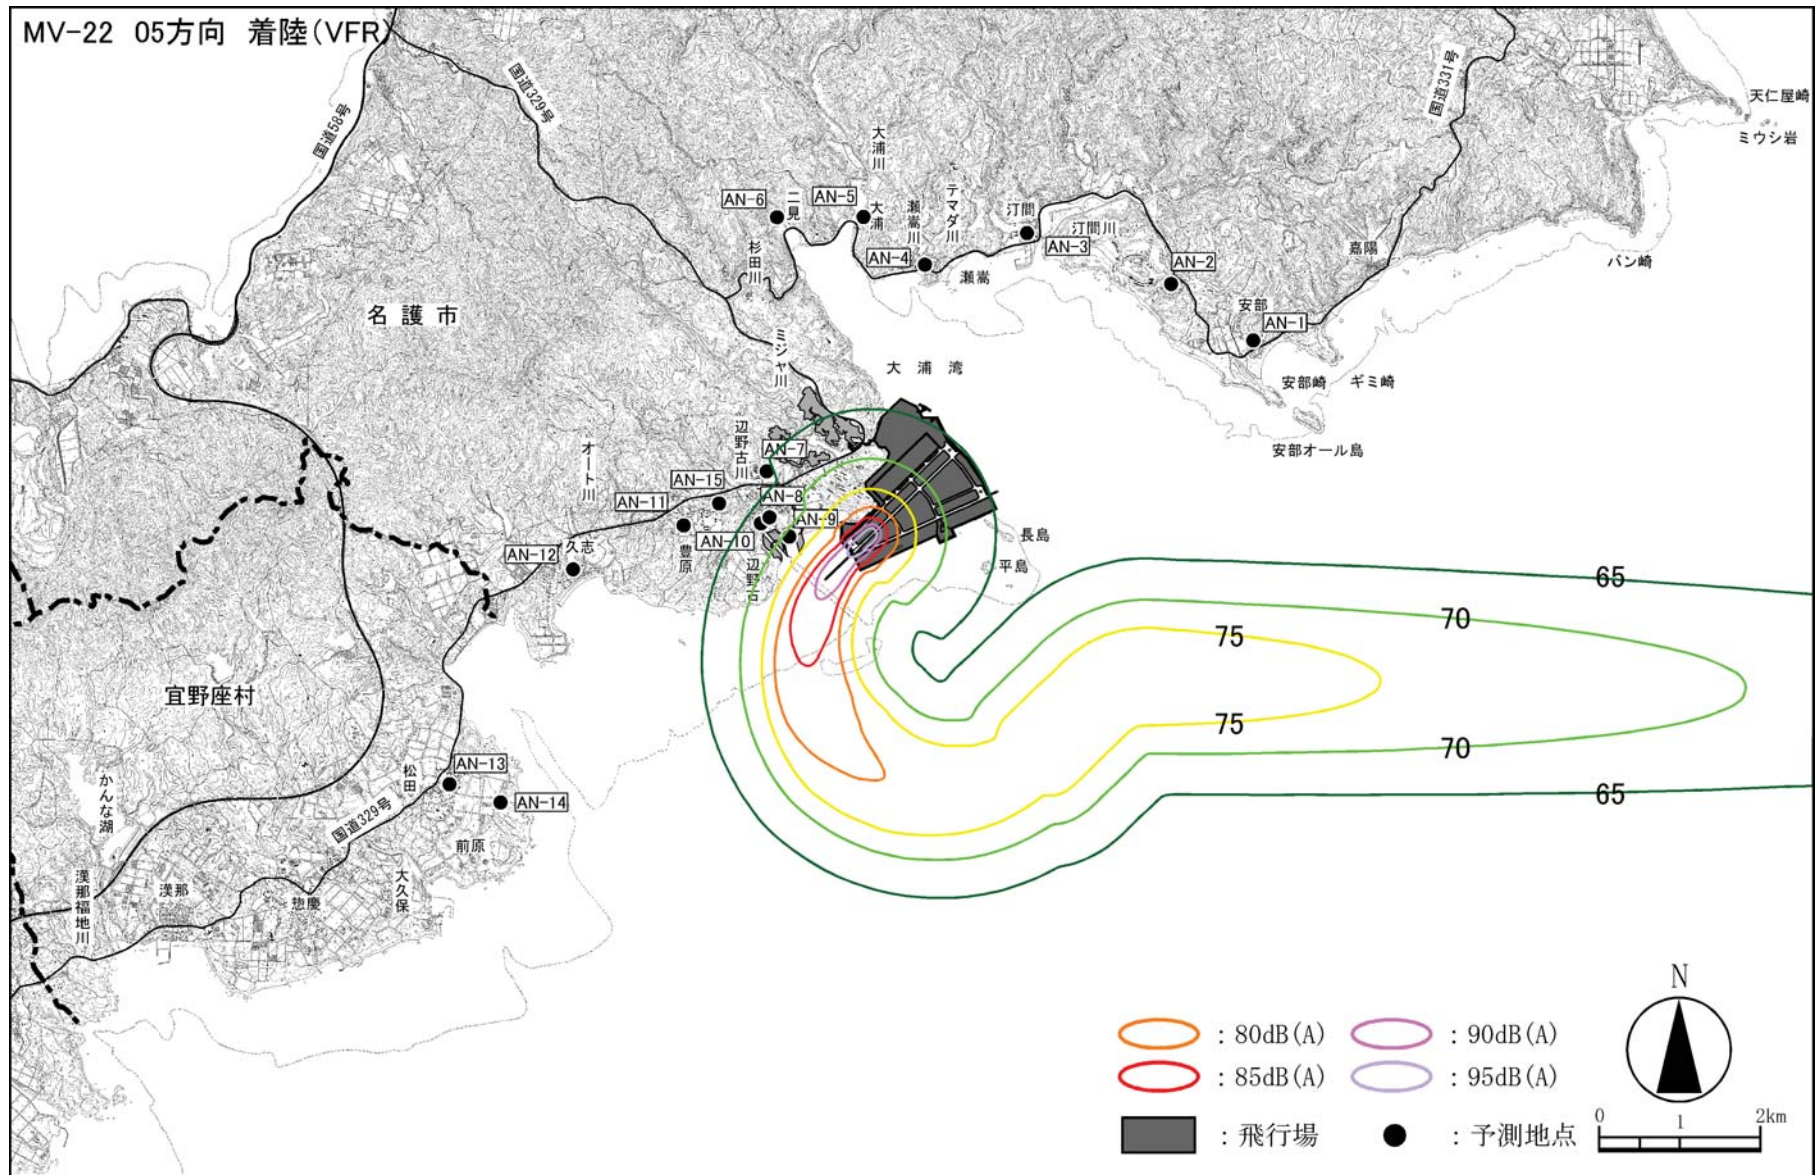 MV-22 05方向 着陸(VFR)
国道58号
国道329号
国道331号
天仁屋崎
ミウシ岩
バン崎
嘉陽
大浦川
AN-6
二見
AN-5
大浦
瀬嵩川
テマダ川
汀間
汀間川
AN-3
AN-4
瀬嵩
AN-2
杉田川
安部
AN-1
名護市
ミジャ川
大浦湾
安部崎
ギミ崎
安部オール島
オート川
辺野古川
AN-7
AN-15
AN-11
AN-8
AN-9
AN-10
豊原
辺野古
AN-12
久志
長島
平島
65
70
75
75
70
65
宜野座村
かんな湖
松田
AN-13
AN-14
国道329号
前原
大久保
惣慶
漢那
漢那福地川
N
:80dB(A)
:90dB(A)
:85dB(A)
:95dB(A)
:飛行場
:予測地点
0 1 2km